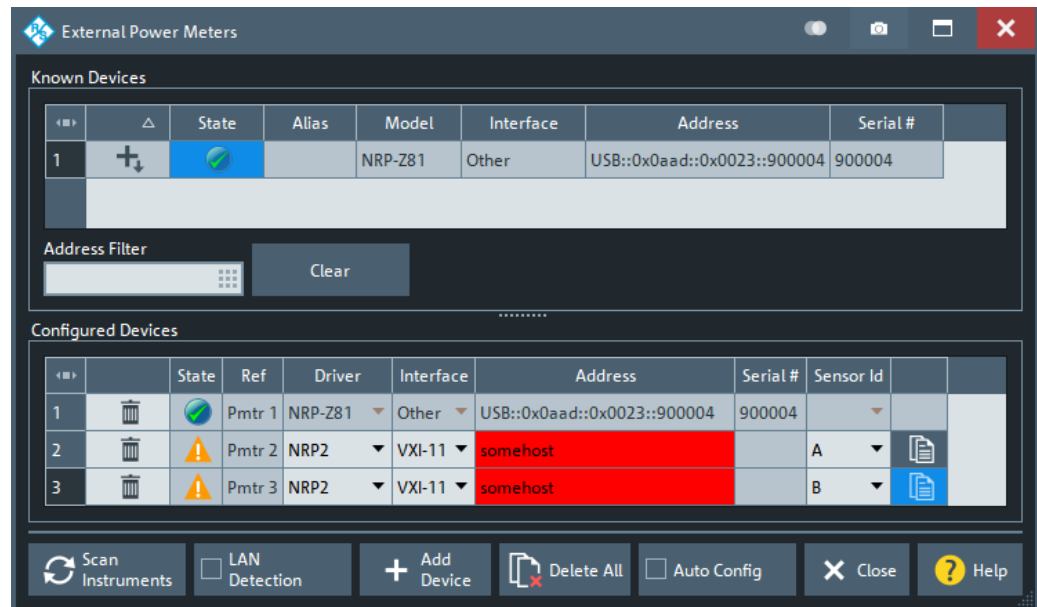 External Power Meters
Known Devices
State Alias Model Interface Address Serial #
1 NRP-Z81 Other USB::0x0aad::0x0023::900004 900004
Address Filter
Clear
Configured Devices
State Ref Driver Interface Address Serial # Sensor Id
1 Pmtr 1 NRP-Z81 Other USB::0x0aad::0x0023::900004 900004
2 Pmtr 2 NRP2 VXI-11 somehost A
3 Pmtr 3 NRP2 VXI-11 somehost B
Scan Instruments
LAN Detection
Add Device
Delete All
Auto Config
Close
? Help